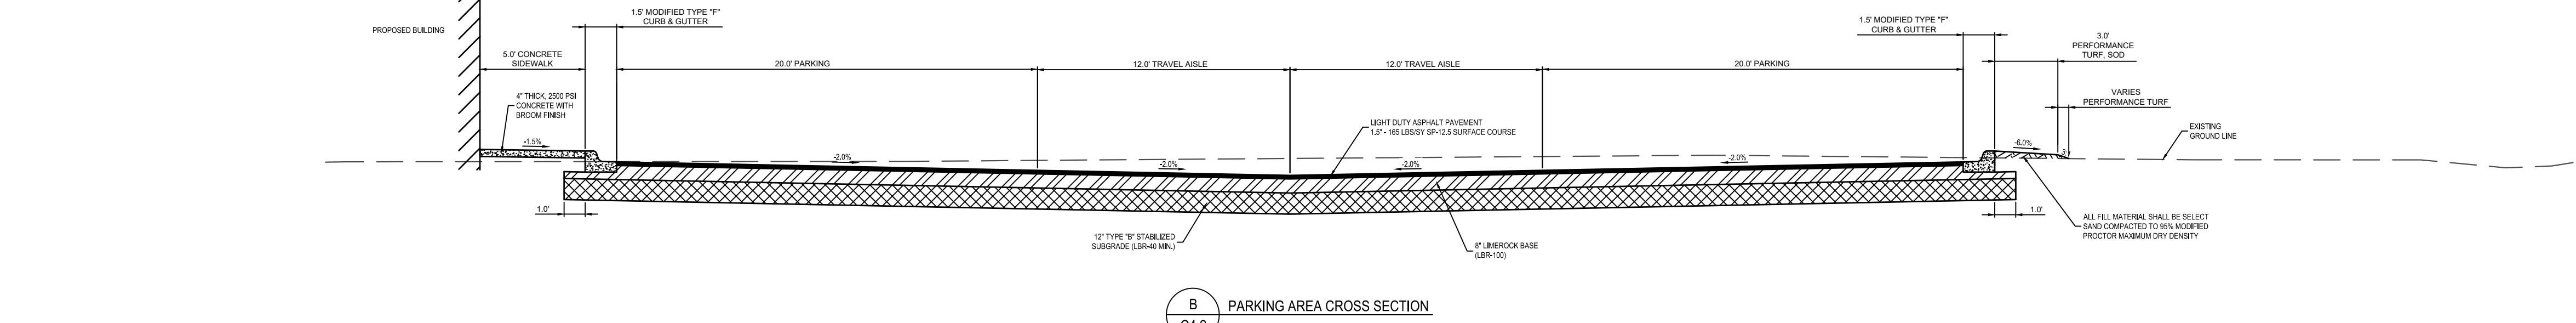 1.5' MODIFIED TYPE "F"
CURB & GUTTER
1.5' MODIFIED TYPE "F"
CURB & GUTTER
PROPOSED BUILDING
3.0'
PERFORMANCE
TURF, SOD
5.0' CONCRETE
SIDEWALK
20.0' PARKING
12.0' TRAVEL AISLE
12.0' TRAVEL AISLE
20.0' PARKING
4" THICK, 2500 PSI
CONCRETE WITH
BROOM FINISH
VARIES
PERFORMANCE TURF
LIGHT DUTY ASPHALT PAVEMENT
1.5" - 165 LBS/SY SP-12.5 SURFACE COURSE
EXISTING
GROUND LINE
-1.5%
-2.0%
-2.0%
-2.0%
-2.0%
-6.0%
1.0'
1.0'
12" TYPE "B" STABILIZED
SUBGRADE (LBR-40 MIN.)
8" LIMEROCK BASE
(LBR-100)
ALL FILL MATERIAL SHALL BE SELECT
SAND COMPACTED TO 95% MODIFIED
PROCTOR MAXIMUM DRY DENSITY
B
PARKING AREA CROSS SECTION